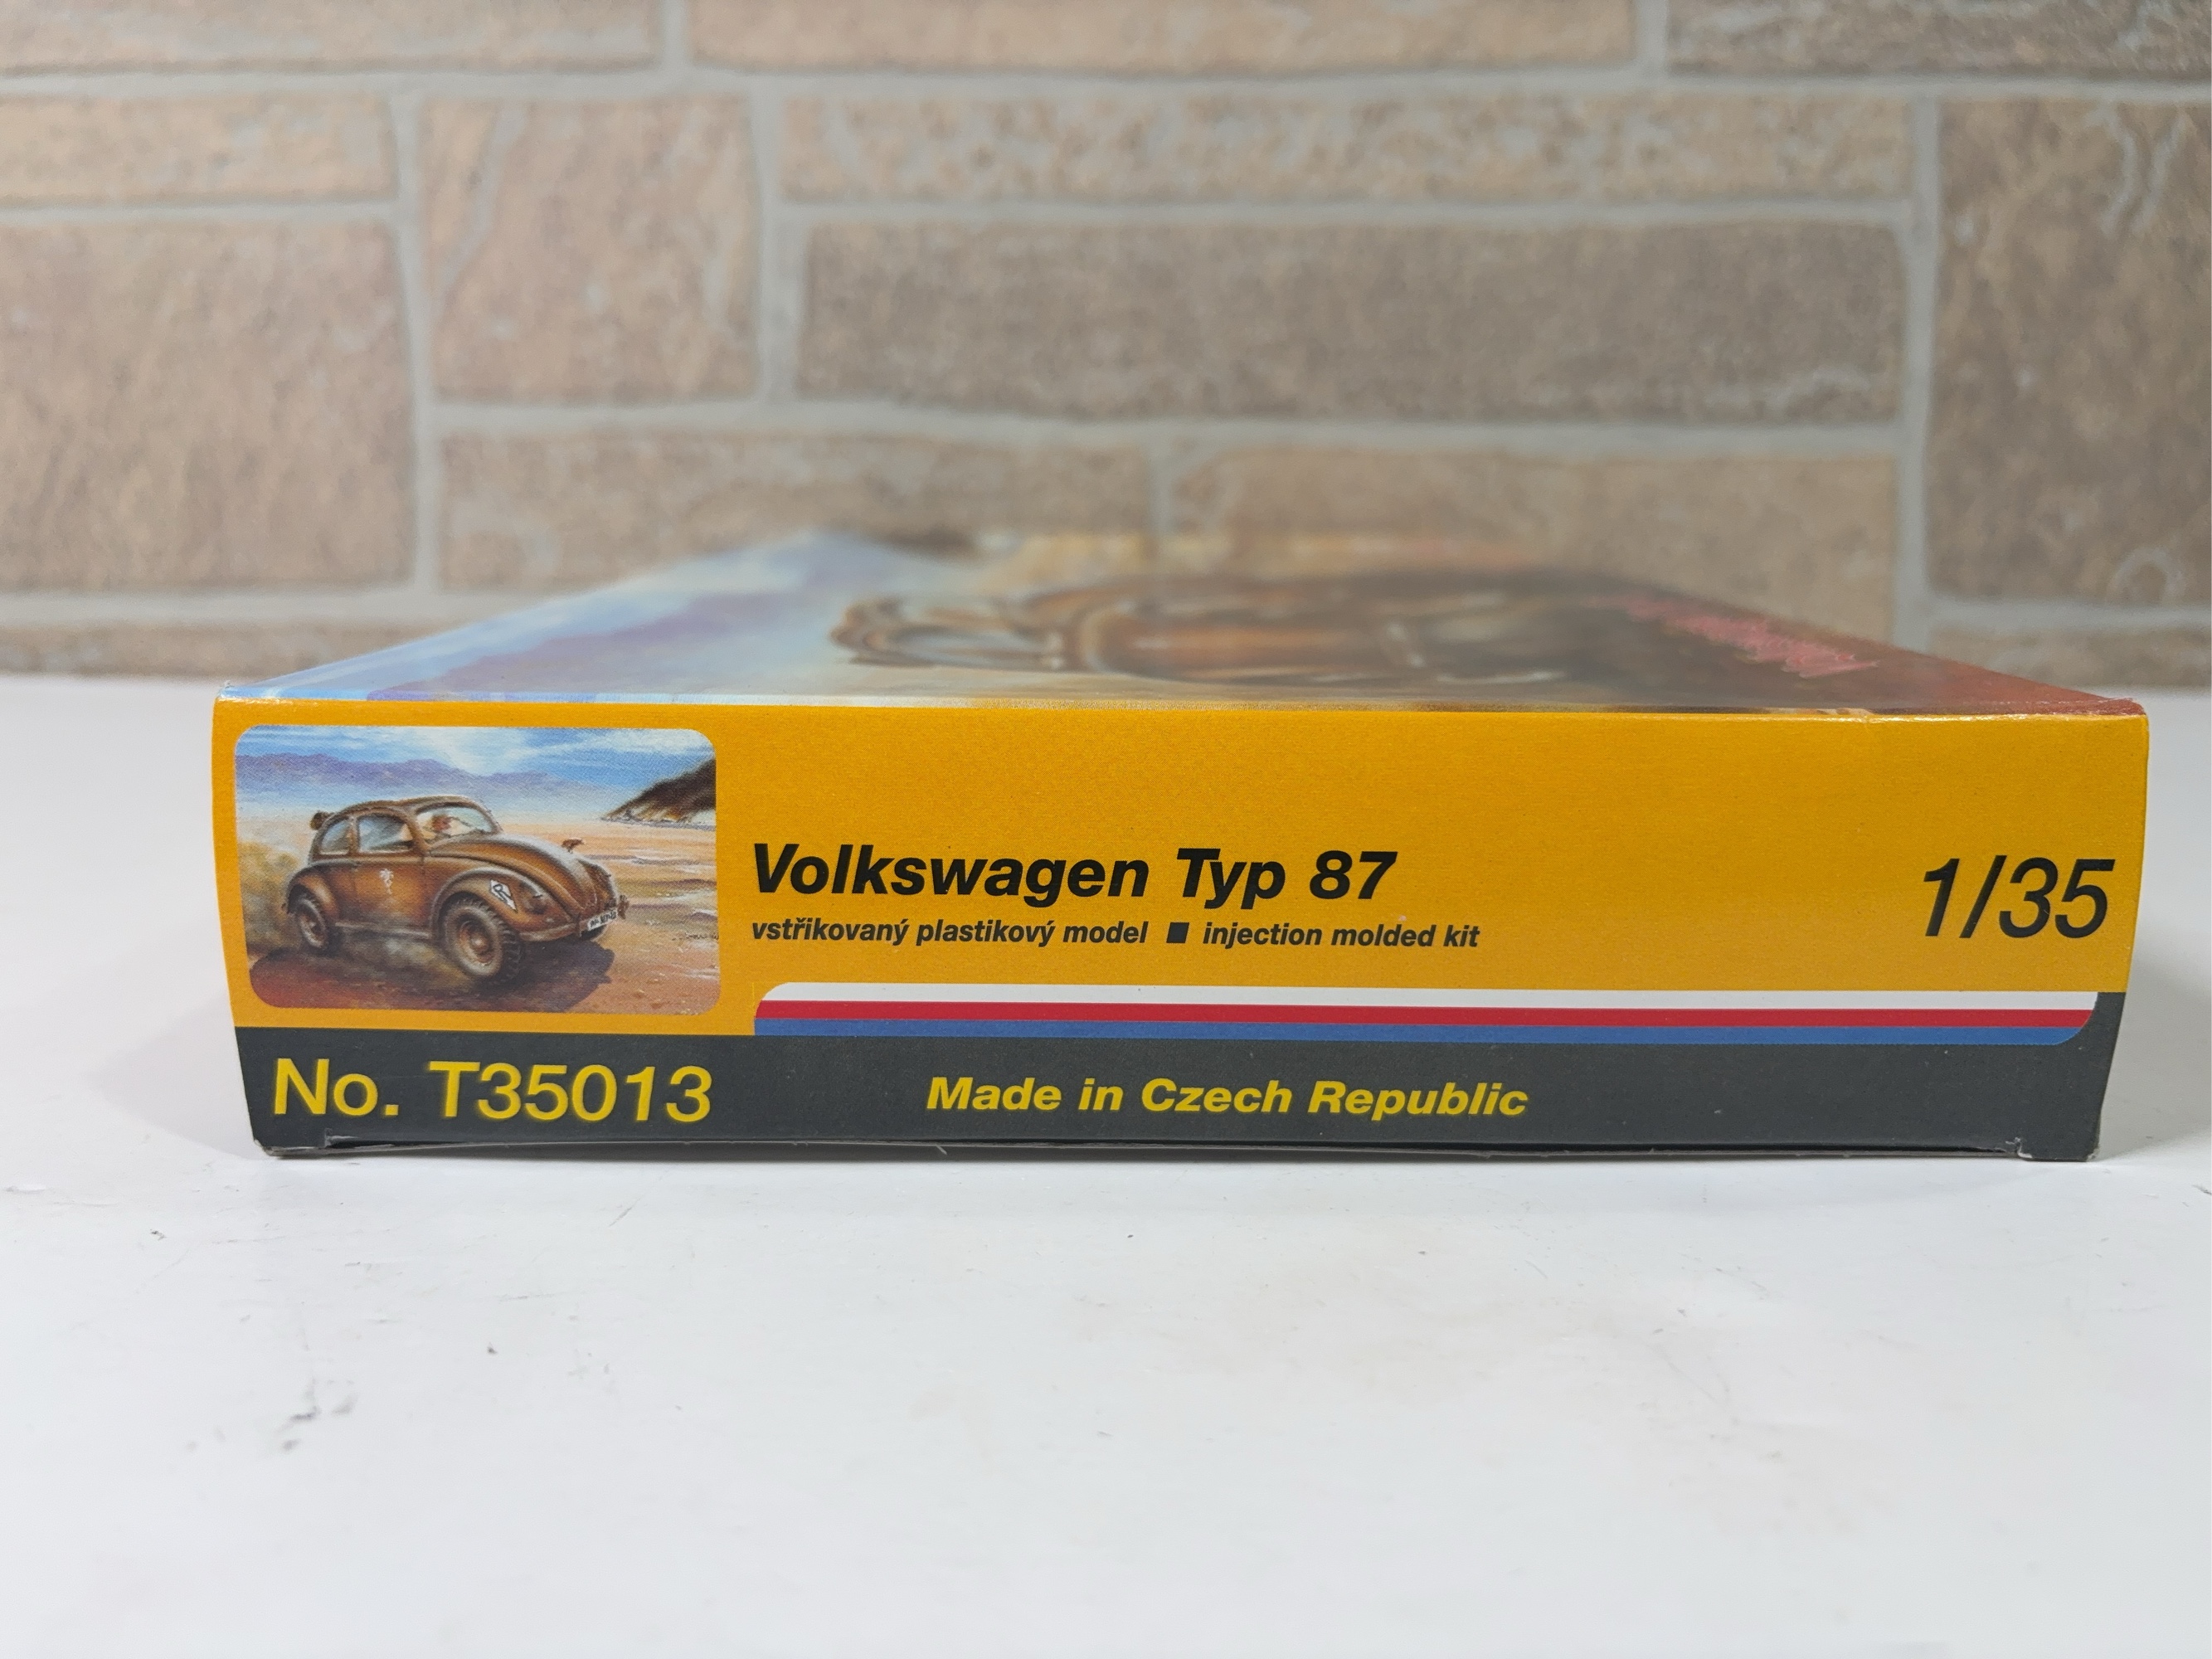 Volkswagen Typ 87
vstřikovaný plastikový model ■ injection molded kit
1/35
No. T35013
Made in Czech Republic